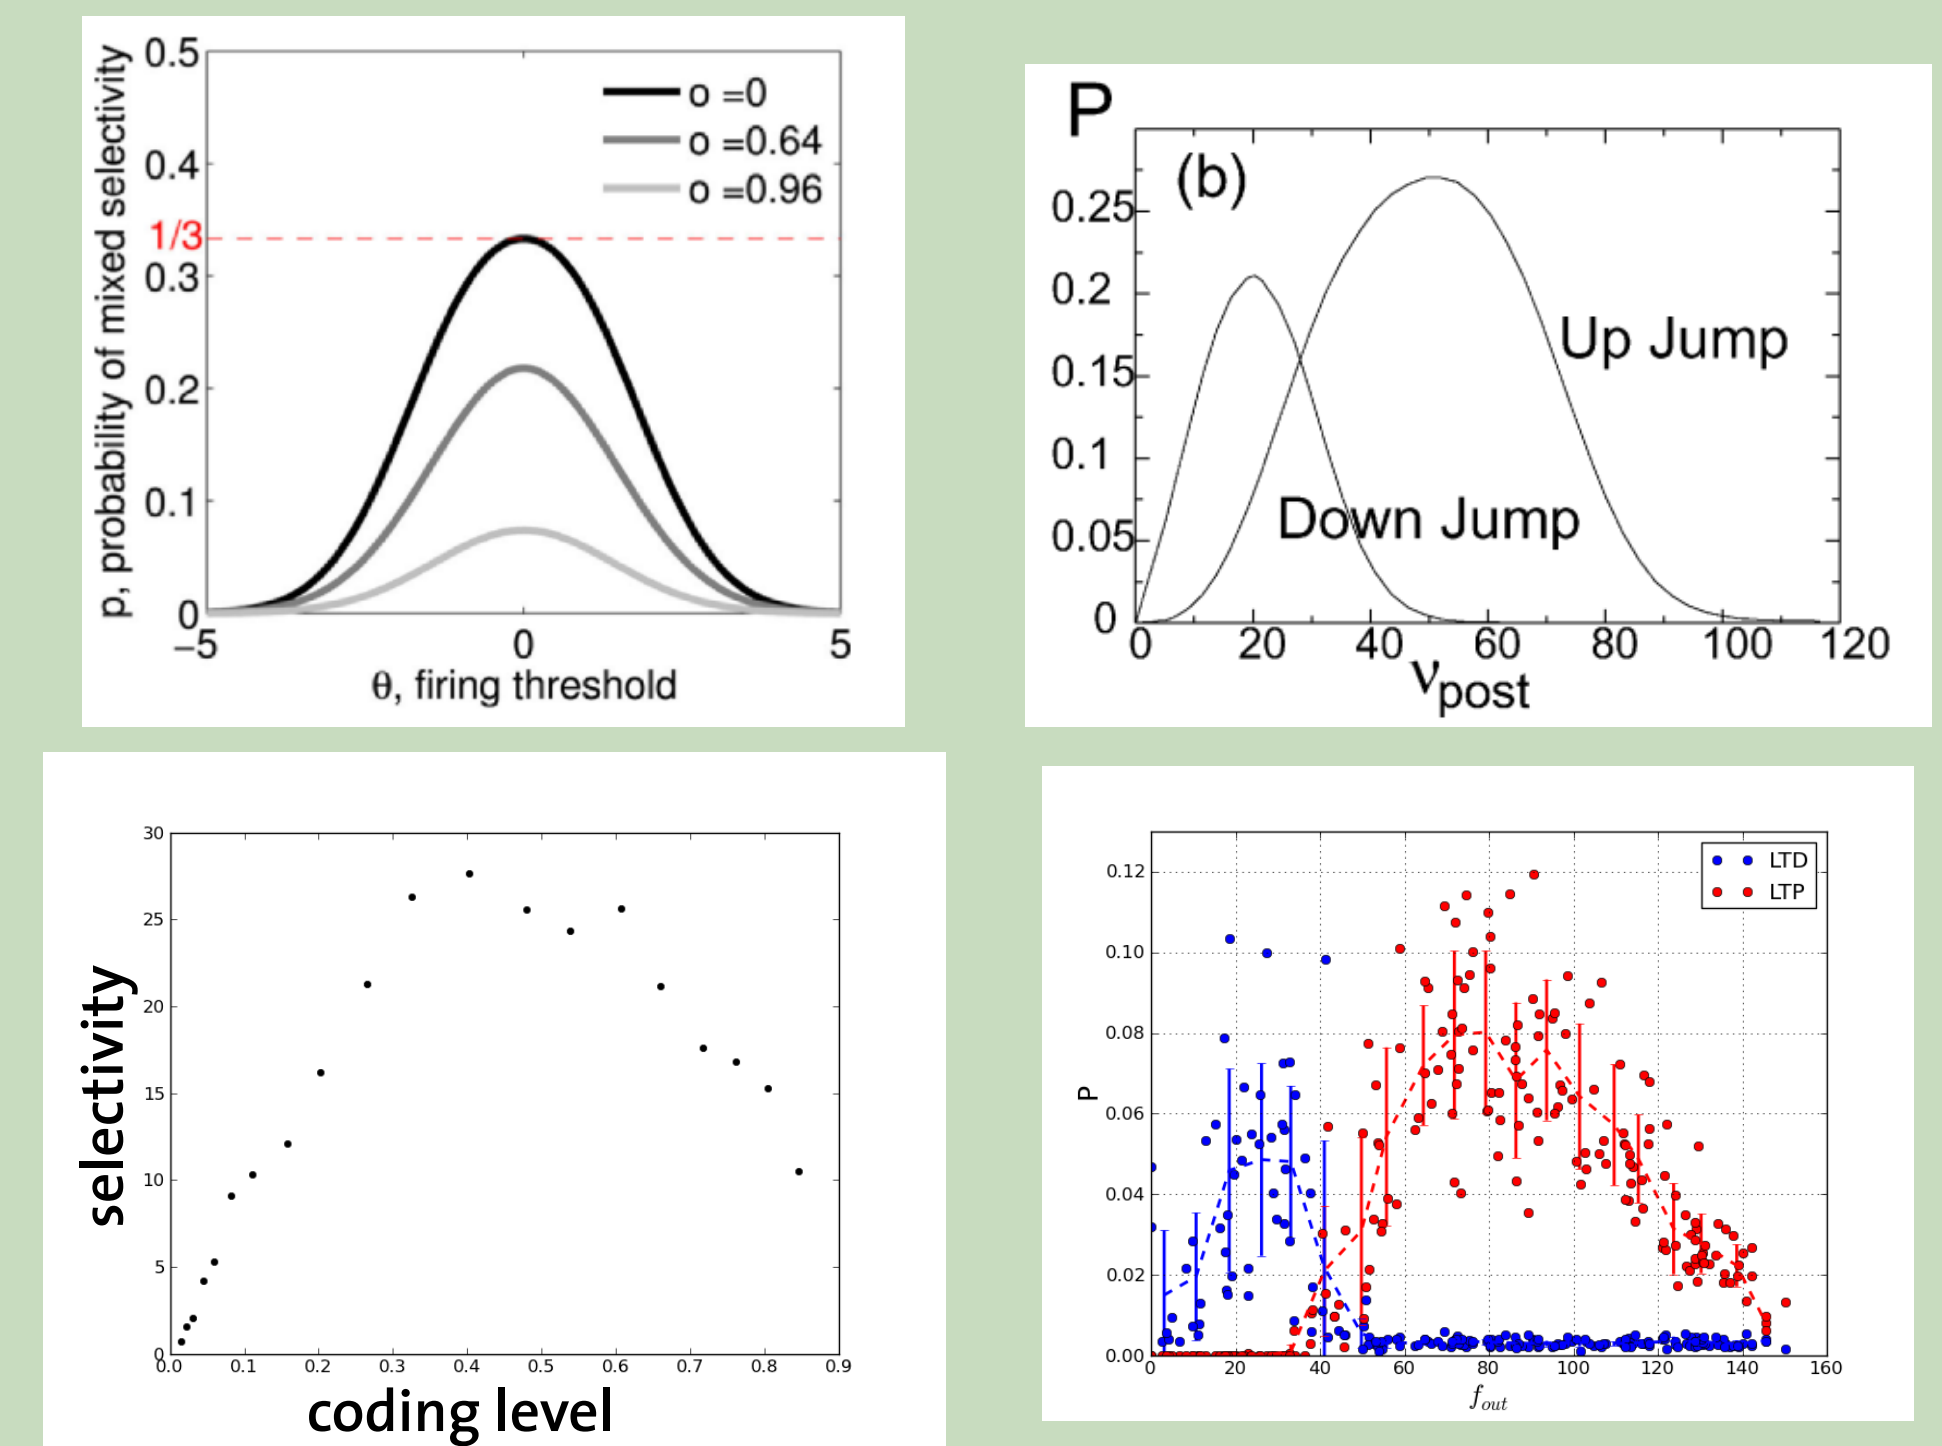 p, probability of mixed selectivity
0.5
0.4
1/3
0.3
0.2
0.1
0
o =0
o =0.64
o =0.96
−5 0 5
θ, firing threshold
P
(b)
0.25
0.2
0.15
0.1
0.05
0
Up Jump
Down Jump
0 20 40 60 80 100 120
νpost
selectivity
30
25
20
15
10
5
0
0.0 0.1 0.2 0.3 0.4 0.5 0.6 0.7 0.8 0.9
coding level
P
0.12
0.10
0.08
0.06
0.04
0.02
0.00
LTD
LTP
0 20 40 60 80 100 120 140 160
fout